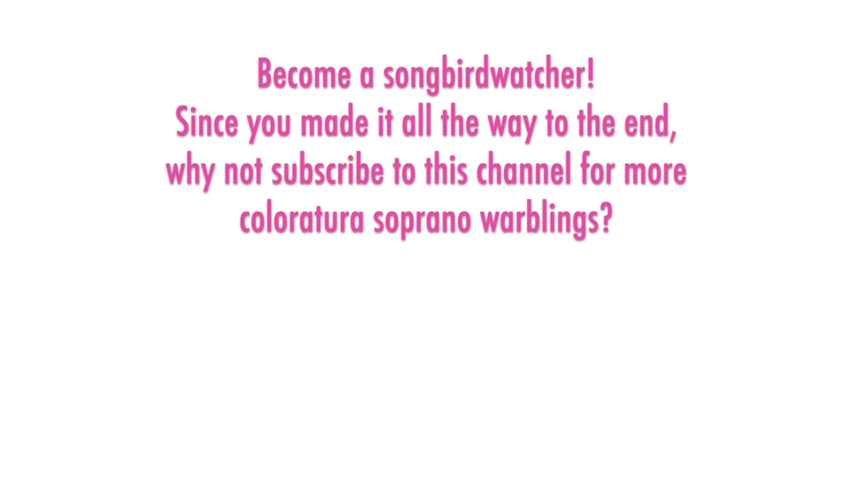 Become a songbirdwatcher!
Since you made it all the way to the end,
why not subscribe to this channel for more
coloratura soprano warblings?